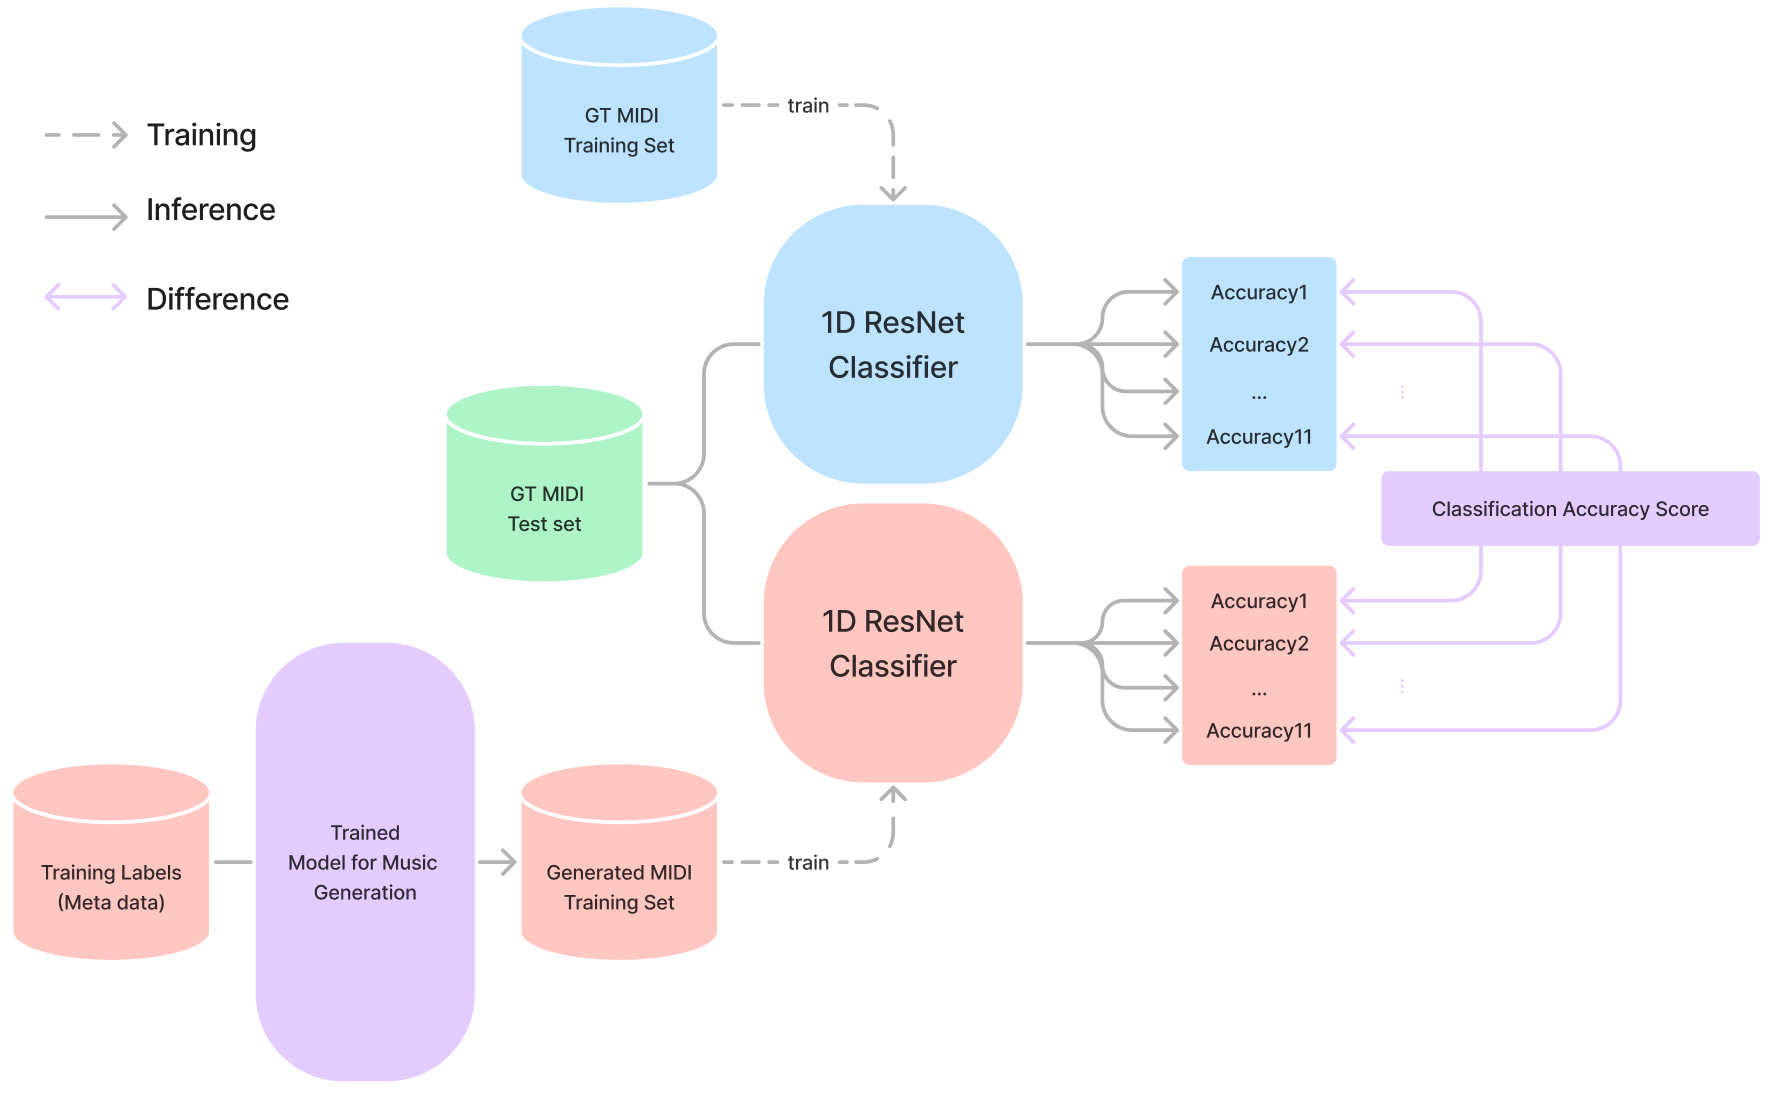 Training
Inference
Difference
GT MIDI
Training Set
train
1D ResNet
Classifier
Accuracy1
Accuracy2
...
Accuracy11
GT MIDI
Test set
Classification Accuracy Score
1D ResNet
Classifier
Accuracy1
Accuracy2
...
Accuracy11
Training Labels
(Meta data)
Trained
Model for Music
Generation
Generated MIDI
Training Set
train